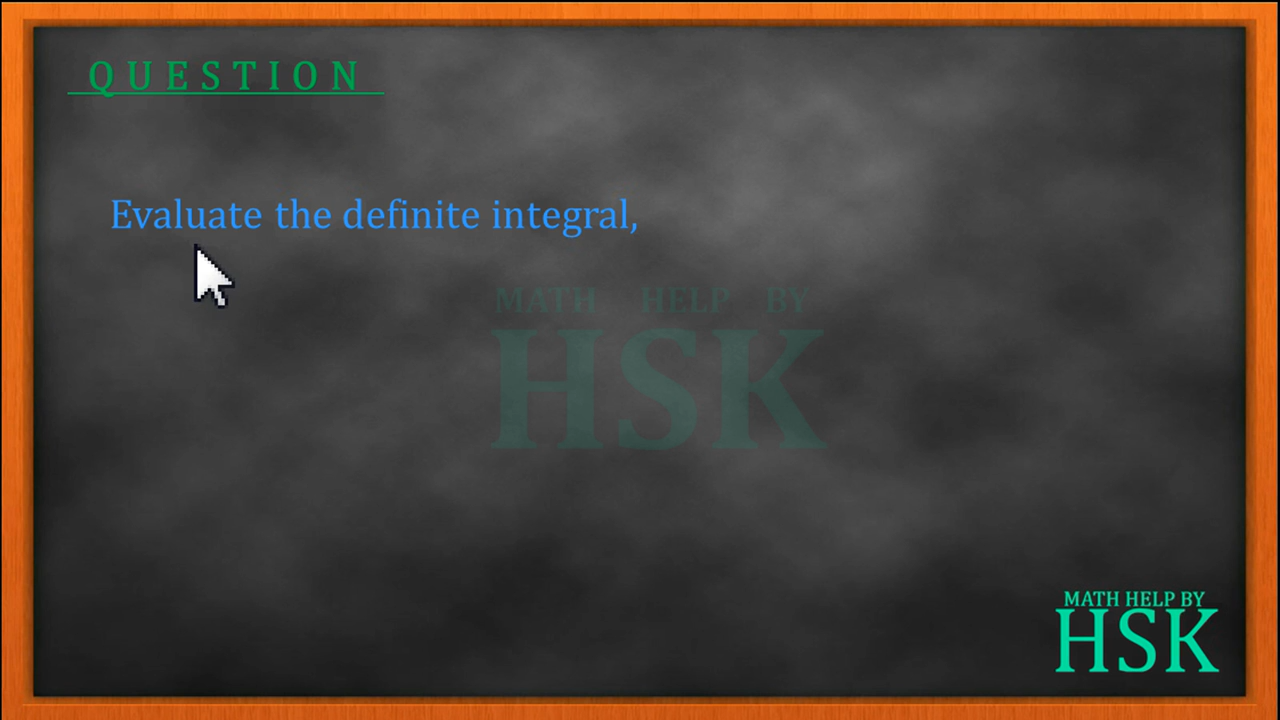 QUESTION
Evaluate the definite integral,
MATH HELP BY
HSK
MATH HELP BY
HSK